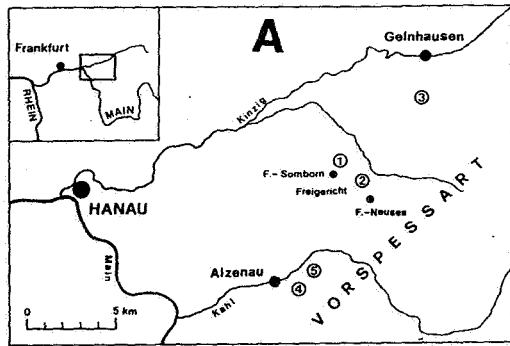 A
Frankfurt
RHEIN
MAIN
Gelnhausen
Kinzig
3
1
F.-Somborn
2
Freigericht
F.-Neuses
HANAU
Main
Alzenau
5
4
Kahl
VORSPESSART
0 5 km